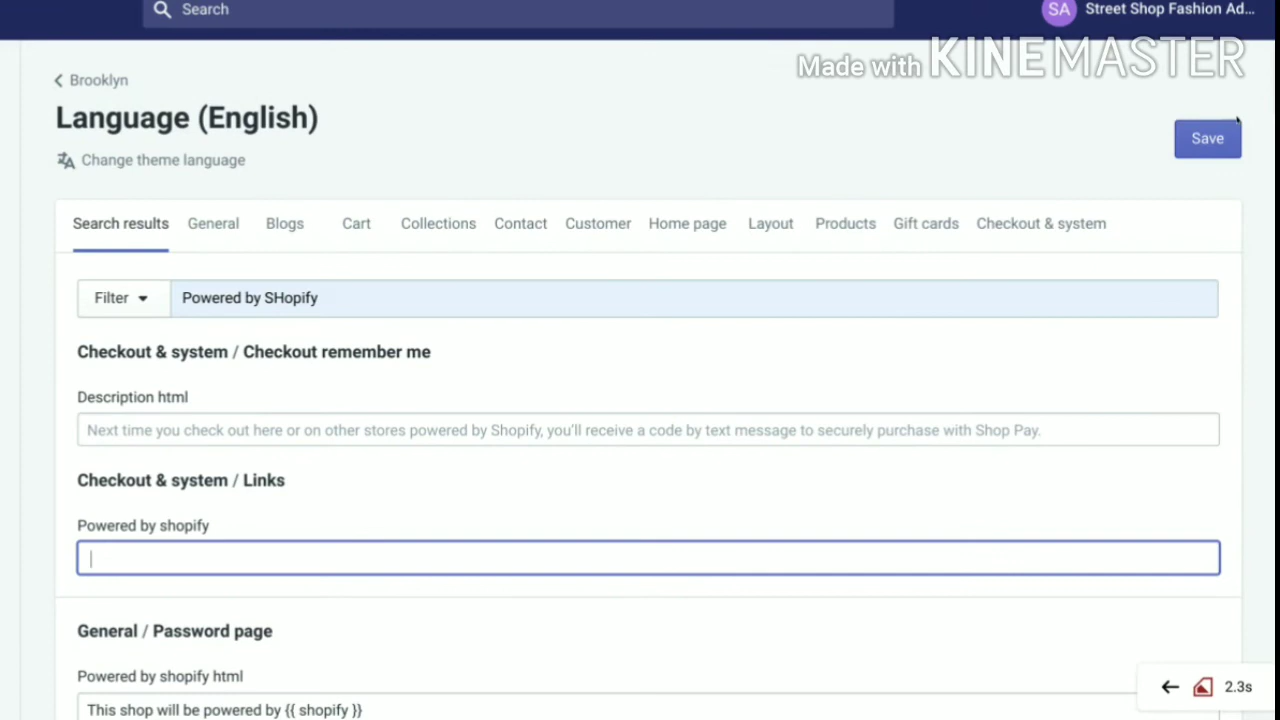 Search
SA
Street Shop Fashion Ad...
Made with KINEMASTER
Brooklyn
Language (English)
Save
Change theme language
Search results General Blogs Cart Collections Contact Customer Home page Layout Products Gift cards Checkout & system
Filter
Powered by SHopify
Checkout & system / Checkout remember me
Description html
Next time you check out here or on other stores powered by Shopify, you'll receive a code by text message to securely purchase with Shop Pay.
Checkout & system / Links
Powered by shopify
General / Password page
Powered by shopify html
2.3s
This shop will be powered by {{ shopify }}